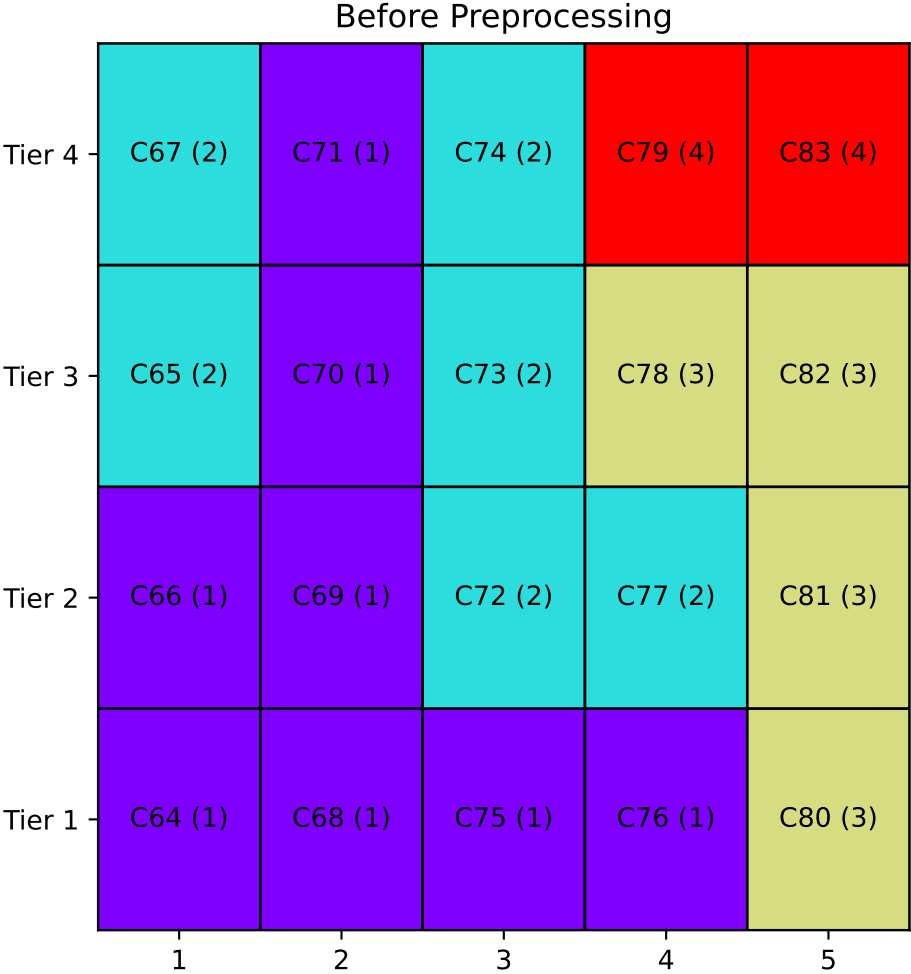 Before Preprocessing
Tier 4 C67 (2) C71 (1) C74 (2) C79 (4) C83 (4)
Tier 3 C65 (2) C70 (1) C73 (2) C78 (3) C82 (3)
Tier 2 C66 (1) C69 (1) C72 (2) C77 (2) C81 (3)
Tier 1 C64 (1) C68 (1) C75 (1) C76 (1) C80 (3)
1 2 3 4 5